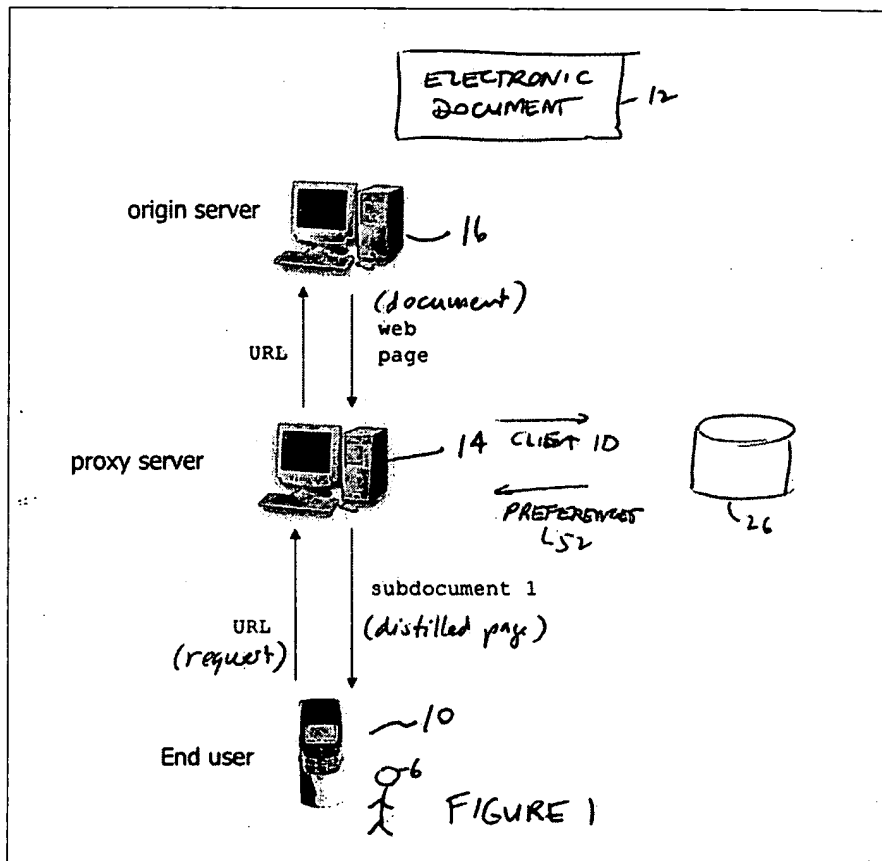 ELECTRONIC
DOCUMENT
12
origin server
16
(document)
web
page
URL
proxy server
14
CLIENT ID
PREFERENCES
52
26
subdocument 1
(distilled page)
URL
(request)
10
End user
6
FIGURE 1